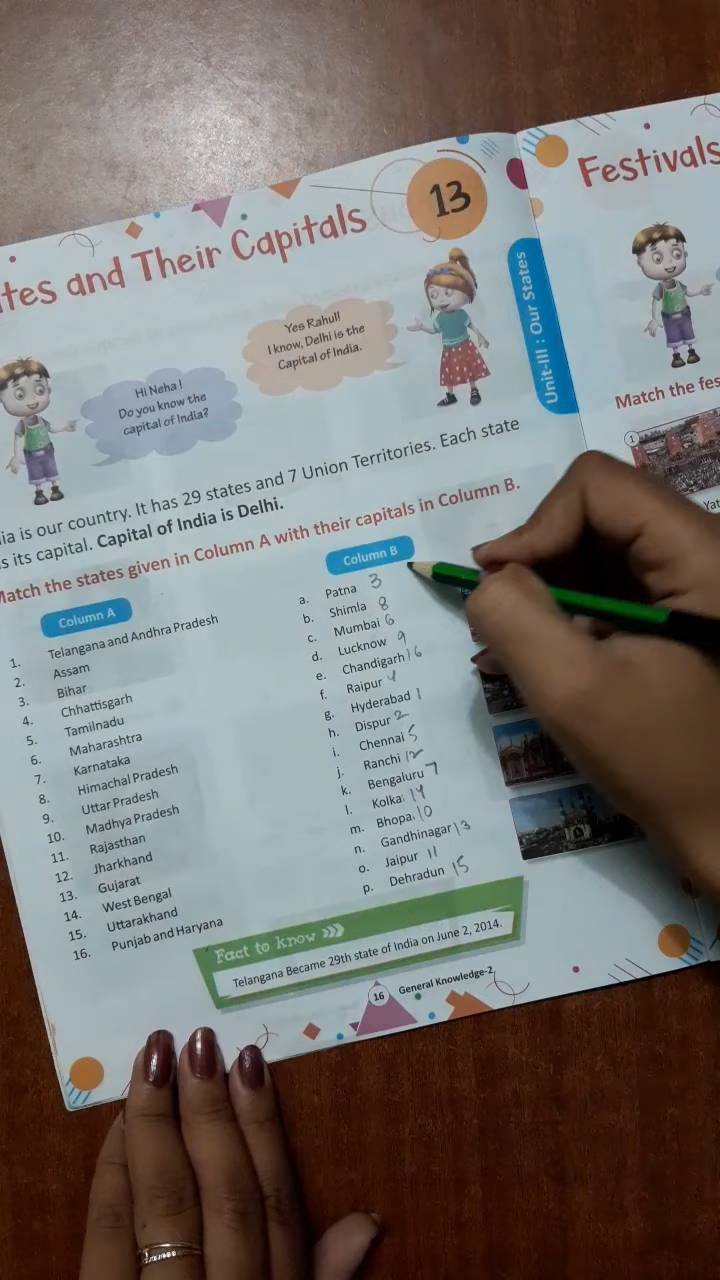 13
tes and Their Capitals
Festivals
Yes Rahul!
I know, Delhi is the
Capital of India.
Hi Neha !
Do you know the
capital of India?
Unit-III : Our States
Match the fes
1
Yat
ia is our country. It has 29 states and 7 Union Territories. Each state
s its capital. Capital of India is Delhi.
Match the states given in Column A with their capitals in Column B.
Column A
Column B
1. Telangana and Andhra Pradesh
2. Assam
3. Bihar
4. Chhattisgarh
5. Tamilnadu
6. Maharashtra
7. Karnataka
8. Himachal Pradesh
9. Uttar Pradesh
10. Madhya Pradesh
11. Rajasthan
12. Jharkhand
13. Gujarat
14. West Bengal
15. Uttarakhand
16. Punjab and Haryana
a. Patna 3
b. Shimla 8
c. Mumbai 6
d. Lucknow 9
e. Chandigarh 16
f. Raipur 4
g. Hyderabad 1
h. Dispur 2
i. Chennai 5
j. Ranchi 12
k. Bengaluru 7
l. Kolka 14
m. Bhopa 10
n. Gandhinagar 13
o. Jaipur 11
p. Dehradun 15
Fact to know
Telangana Became 29th state of India on June 2, 2014.
16 General Knowledge-2